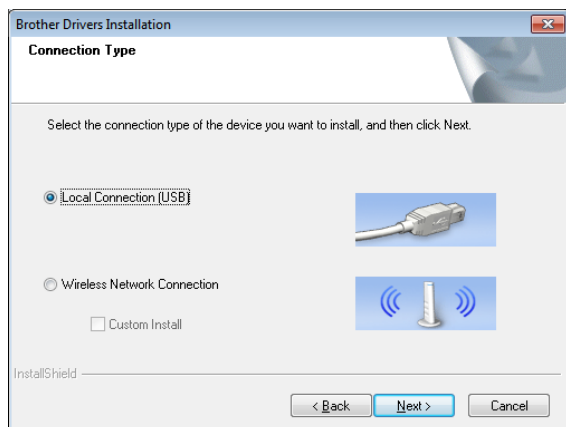 Brother Drivers Installation
Connection Type
Select the connection type of the device you want to install, and then click Next.
Local Connection (USB)
Wireless Network Connection
Custom Install
InstallShield
< Back
Next >
Cancel